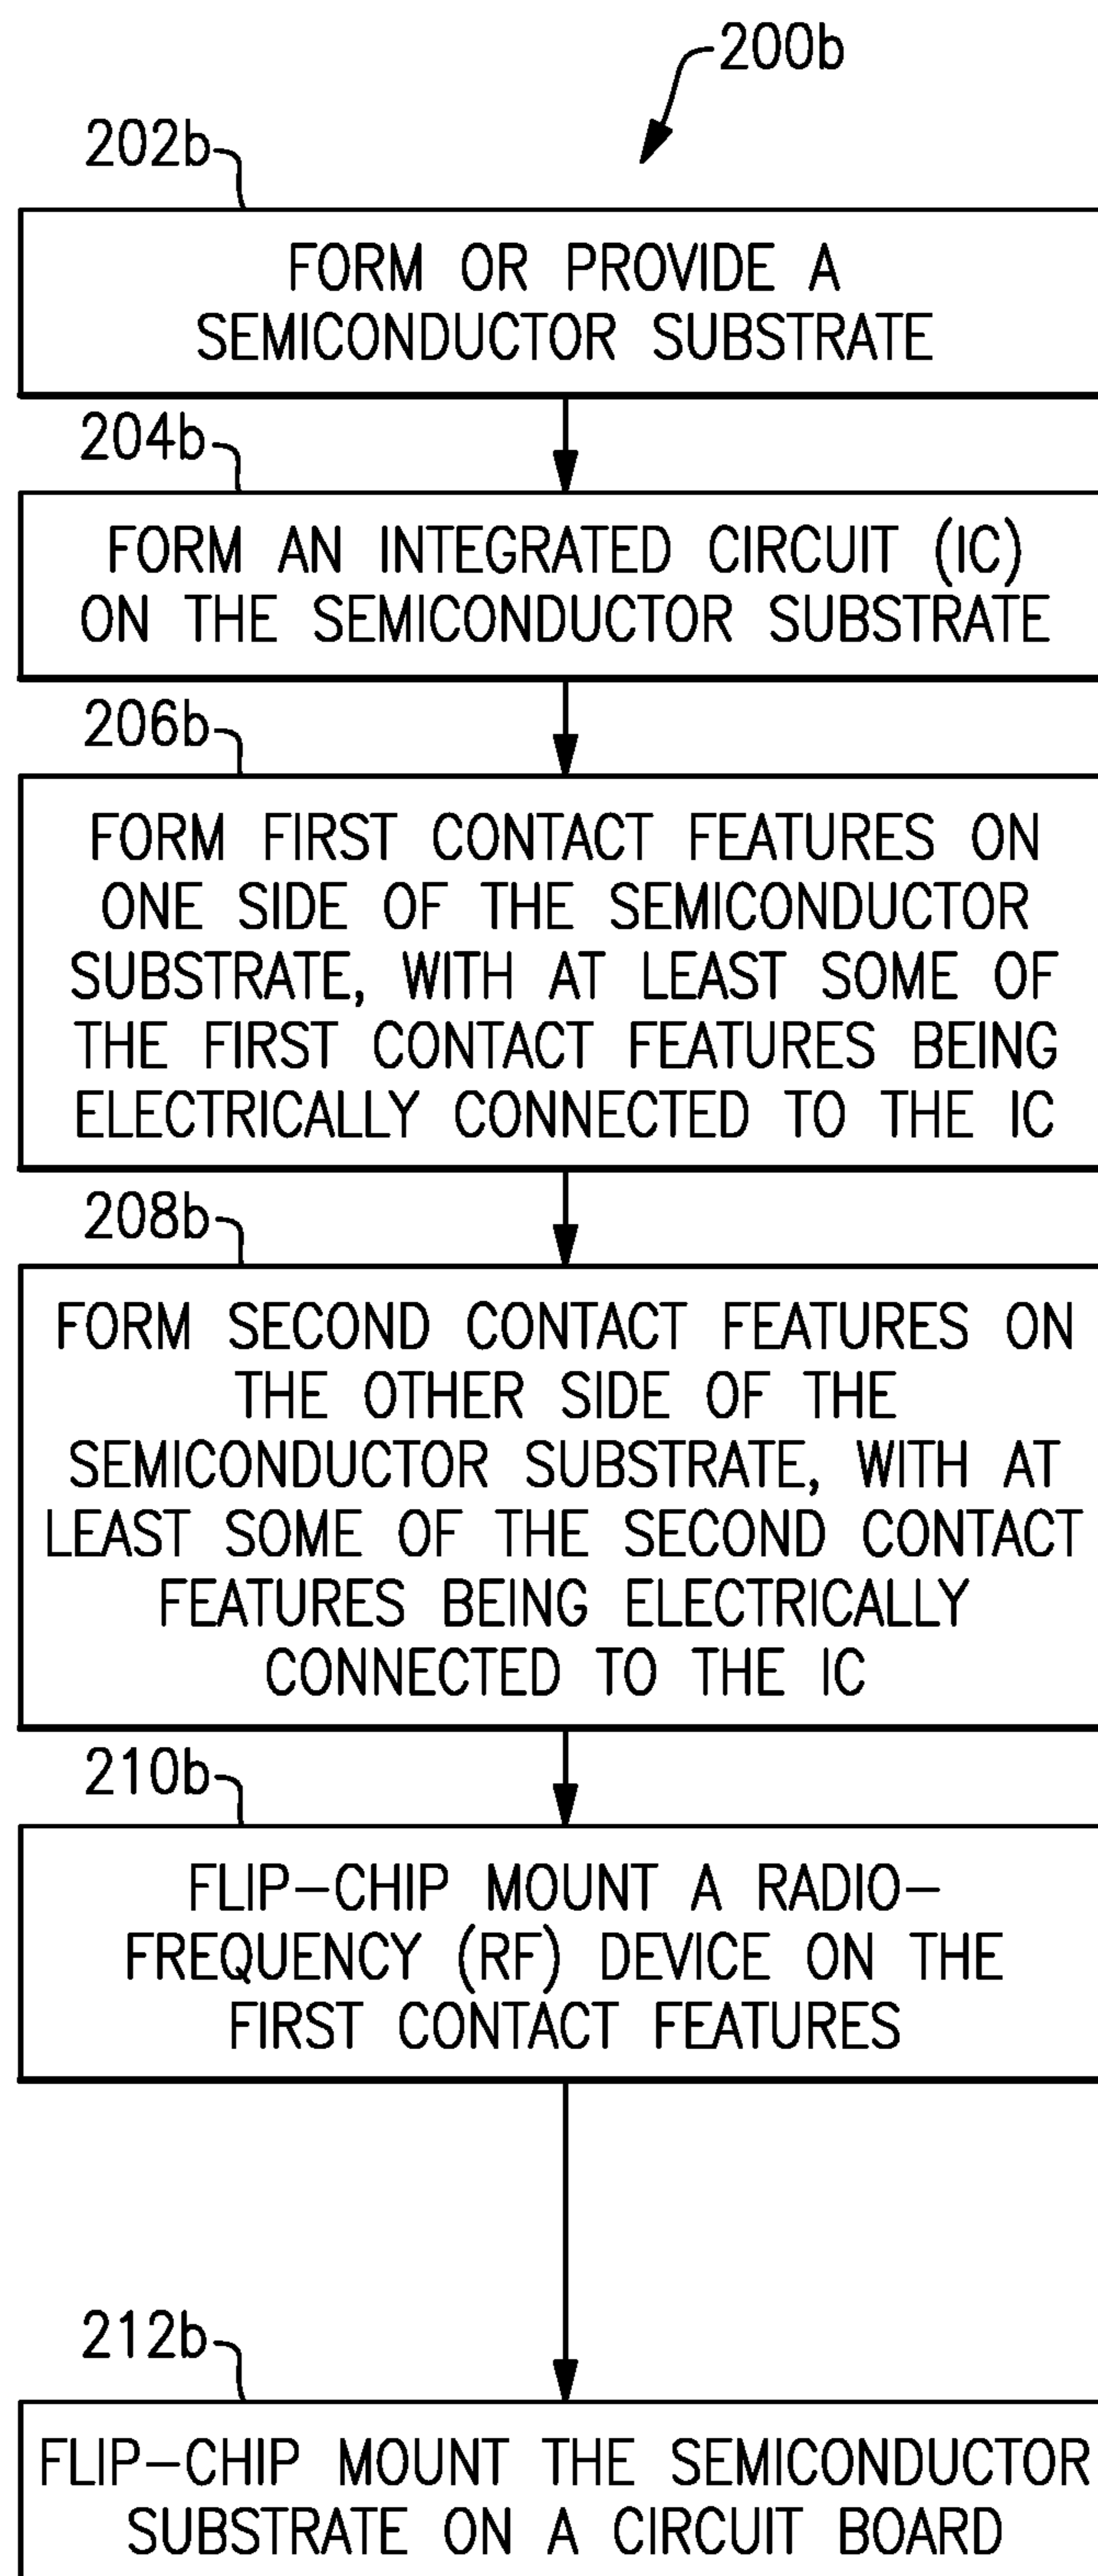 200b
202b
FORM OR PROVIDE A
SEMICONDUCTOR SUBSTRATE
204b
FORM AN INTEGRATED CIRCUIT (IC)
ON THE SEMICONDUCTOR SUBSTRATE
206b
FORM FIRST CONTACT FEATURES ON
ONE SIDE OF THE SEMICONDUCTOR
SUBSTRATE, WITH AT LEAST SOME OF
THE FIRST CONTACT FEATURES BEING
ELECTRICALLY CONNECTED TO THE IC
208b
FORM SECOND CONTACT FEATURES ON
THE OTHER SIDE OF THE
SEMICONDUCTOR SUBSTRATE, WITH AT
LEAST SOME OF THE SECOND CONTACT
FEATURES BEING ELECTRICALLY
CONNECTED TO THE IC
210b
FLIP-CHIP MOUNT A RADIO-
FREQUENCY (RF) DEVICE ON THE
FIRST CONTACT FEATURES
212b
FLIP-CHIP MOUNT THE SEMICONDUCTOR
SUBSTRATE ON A CIRCUIT BOARD